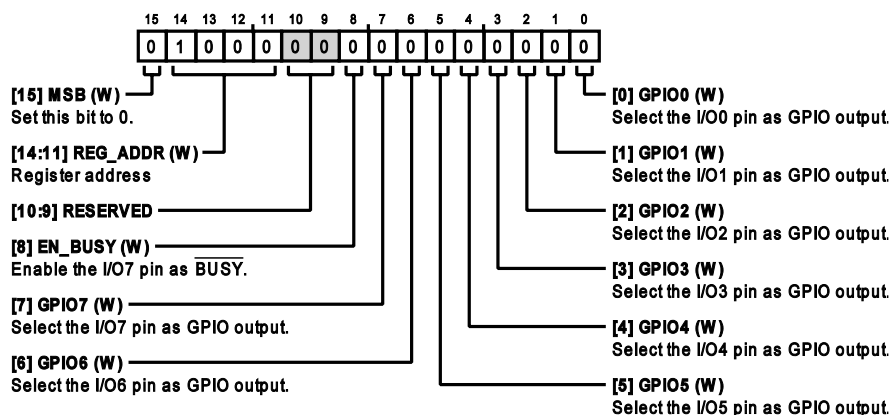 15 14 13 12 11 10 9 8 7 6 5 4 3 2 1 0
0 1 0 0 0 0 0 0 0 0 0 0 0 0 0 0
[15] MSB (W)
Set this bit to 0.
[14:11] REG_ADDR (W)
Register address
[10:9] RESERVED
[8] EN_BUSY (W)
Enable the I/O7 pin as BUSY.
[7] GPIO7 (W)
Select the I/O7 pin as GPIO output.
[6] GPIO6 (W)
Select the I/O6 pin as GPIO output.
[0] GPIO0 (W)
Select the I/O0 pin as GPIO output.
[1] GPIO1 (W)
Select the I/O1 pin as GPIO output.
[2] GPIO2 (W)
Select the I/O2 pin as GPIO output.
[3] GPIO3 (W)
Select the I/O3 pin as GPIO output.
[4] GPIO4 (W)
Select the I/O4 pin as GPIO output.
[5] GPIO5 (W)
Select the I/O5 pin as GPIO output.